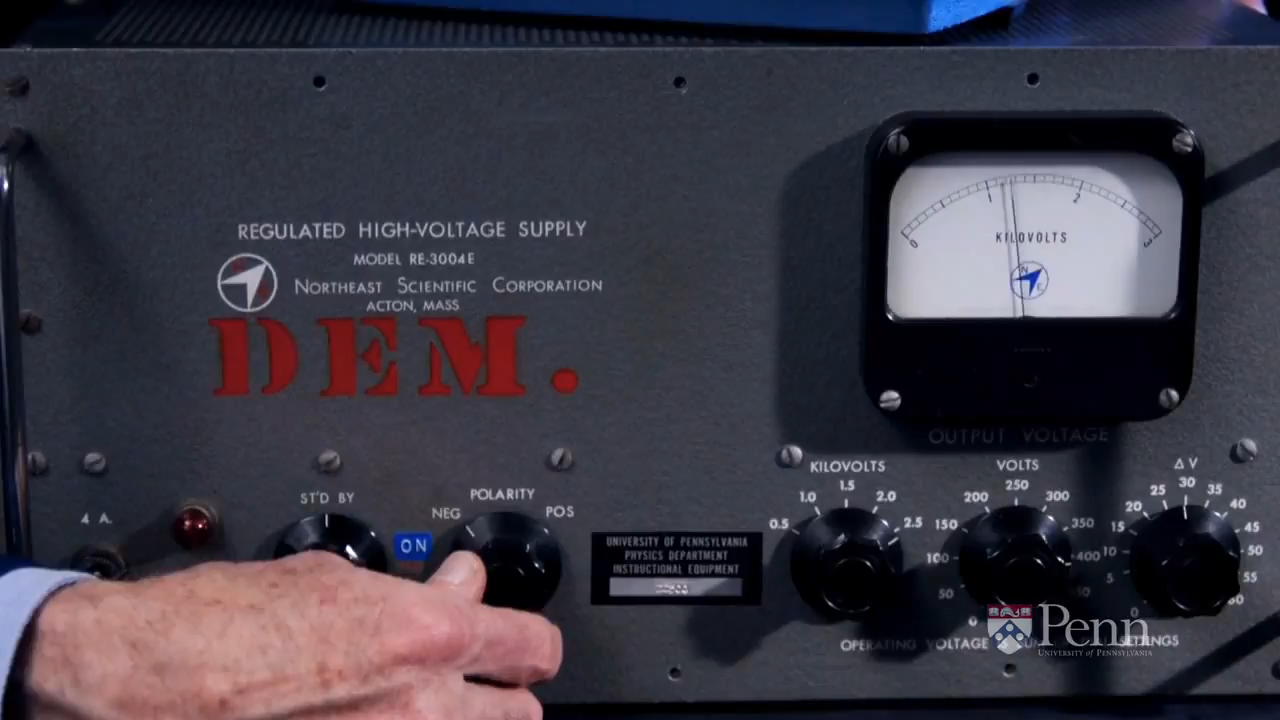 REGULATED HIGH-VOLTAGE SUPPLY
MODEL RE-3004E
NORTHEAST SCIENTIFIC CORPORATION
ACTON, MASS
DEM.
0 1 2 3
KILOVOLTS
N
E
OUTPUT VOLTAGE
4 A.
ST'D BY
ON
POLARITY
NEG
POS
UNIVERSITY OF PENNSYLVANIA
PHYSICS DEPARTMENT
INSTRUCTIONAL EQUIPMENT
KILOVOLTS
0.5 1.0 1.5 2.0 2.5
VOLTS
0 50 100 150 200 250 300 350 400
ΔV
0 5 10 15 20 25 30 35 40 45 50 55 60
OPERATING VOLTAGE
SETTINGS
Penn
UNIVERSITY OF PENNSYLVANIA